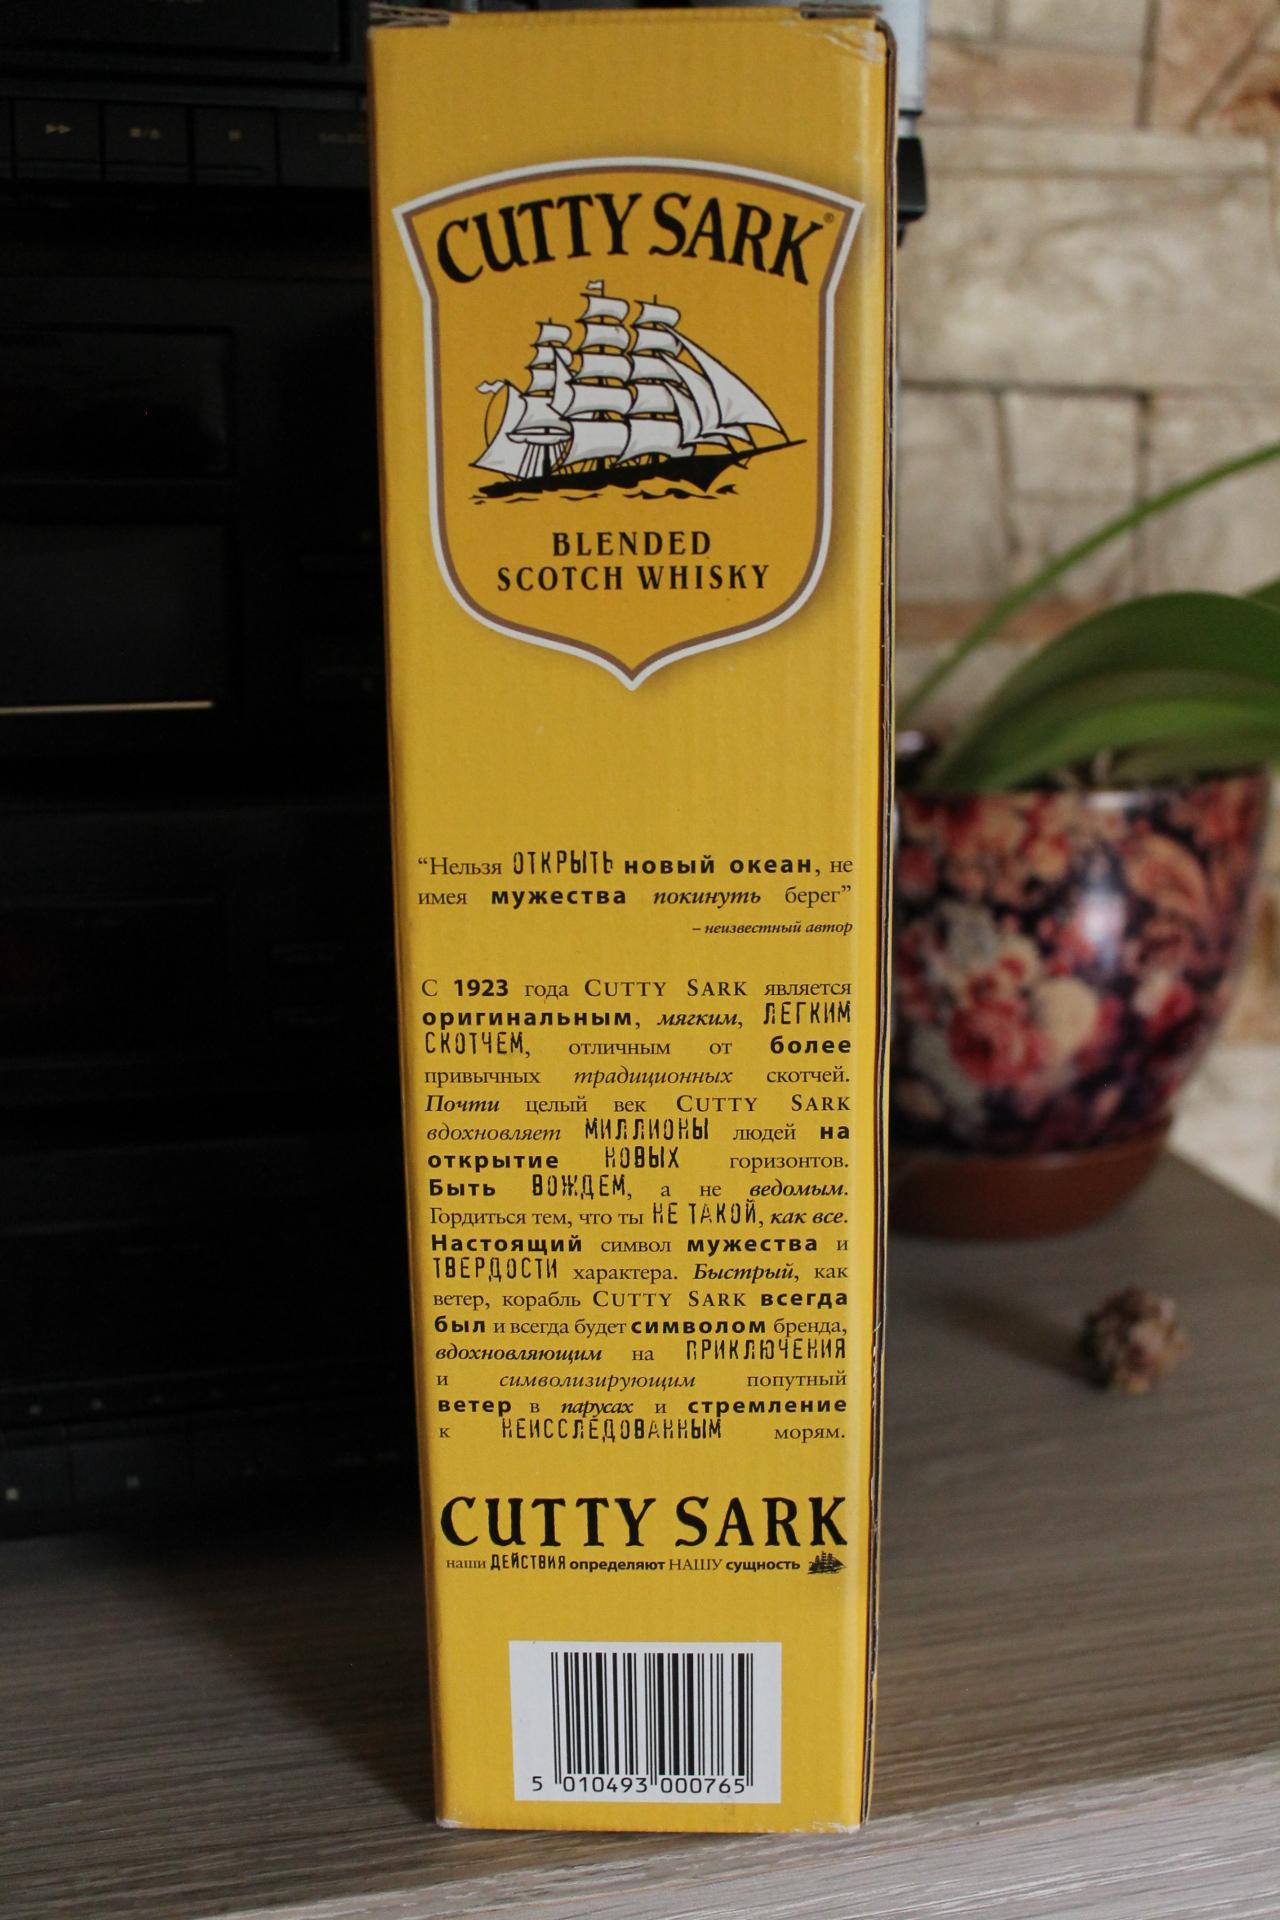 CUTTY SARK®
BLENDED
SCOTCH WHISKY
“Нельзя ОТКРЫТЬ новый океан, не
имея мужества покинуть берег”
– неизвестный автор
С 1923 года CUTTY SARK является
оригинальным, мягким, ЛЕГКИМ
СКОТЧЕМ, отличным от более
привычных традиционных скотчей.
Почти целый век CUTTY SARK
вдохновляет МИЛЛИОНЫ людей на
открытие НОВЫХ горизонтов.
Быть ВОЖДЕМ, а не ведомым.
Гордиться тем, что ты НЕ ТАКОЙ, как все.
Настоящий символ мужества и
ТВЕРДОСТИ характера. Быстрый, как
ветер, корабль CUTTY SARK всегда
был и всегда будет символом бренда,
вдохновляющим на ПРИКЛЮЧЕНИЯ
и символизирующим попутный
ветер в парусах и стремление
к НЕИССЛЕДОВАННЫМ морям.
CUTTY SARK
наши ДЕЙСТВИЯ определяют НАШУ сущность
5 010493 000765